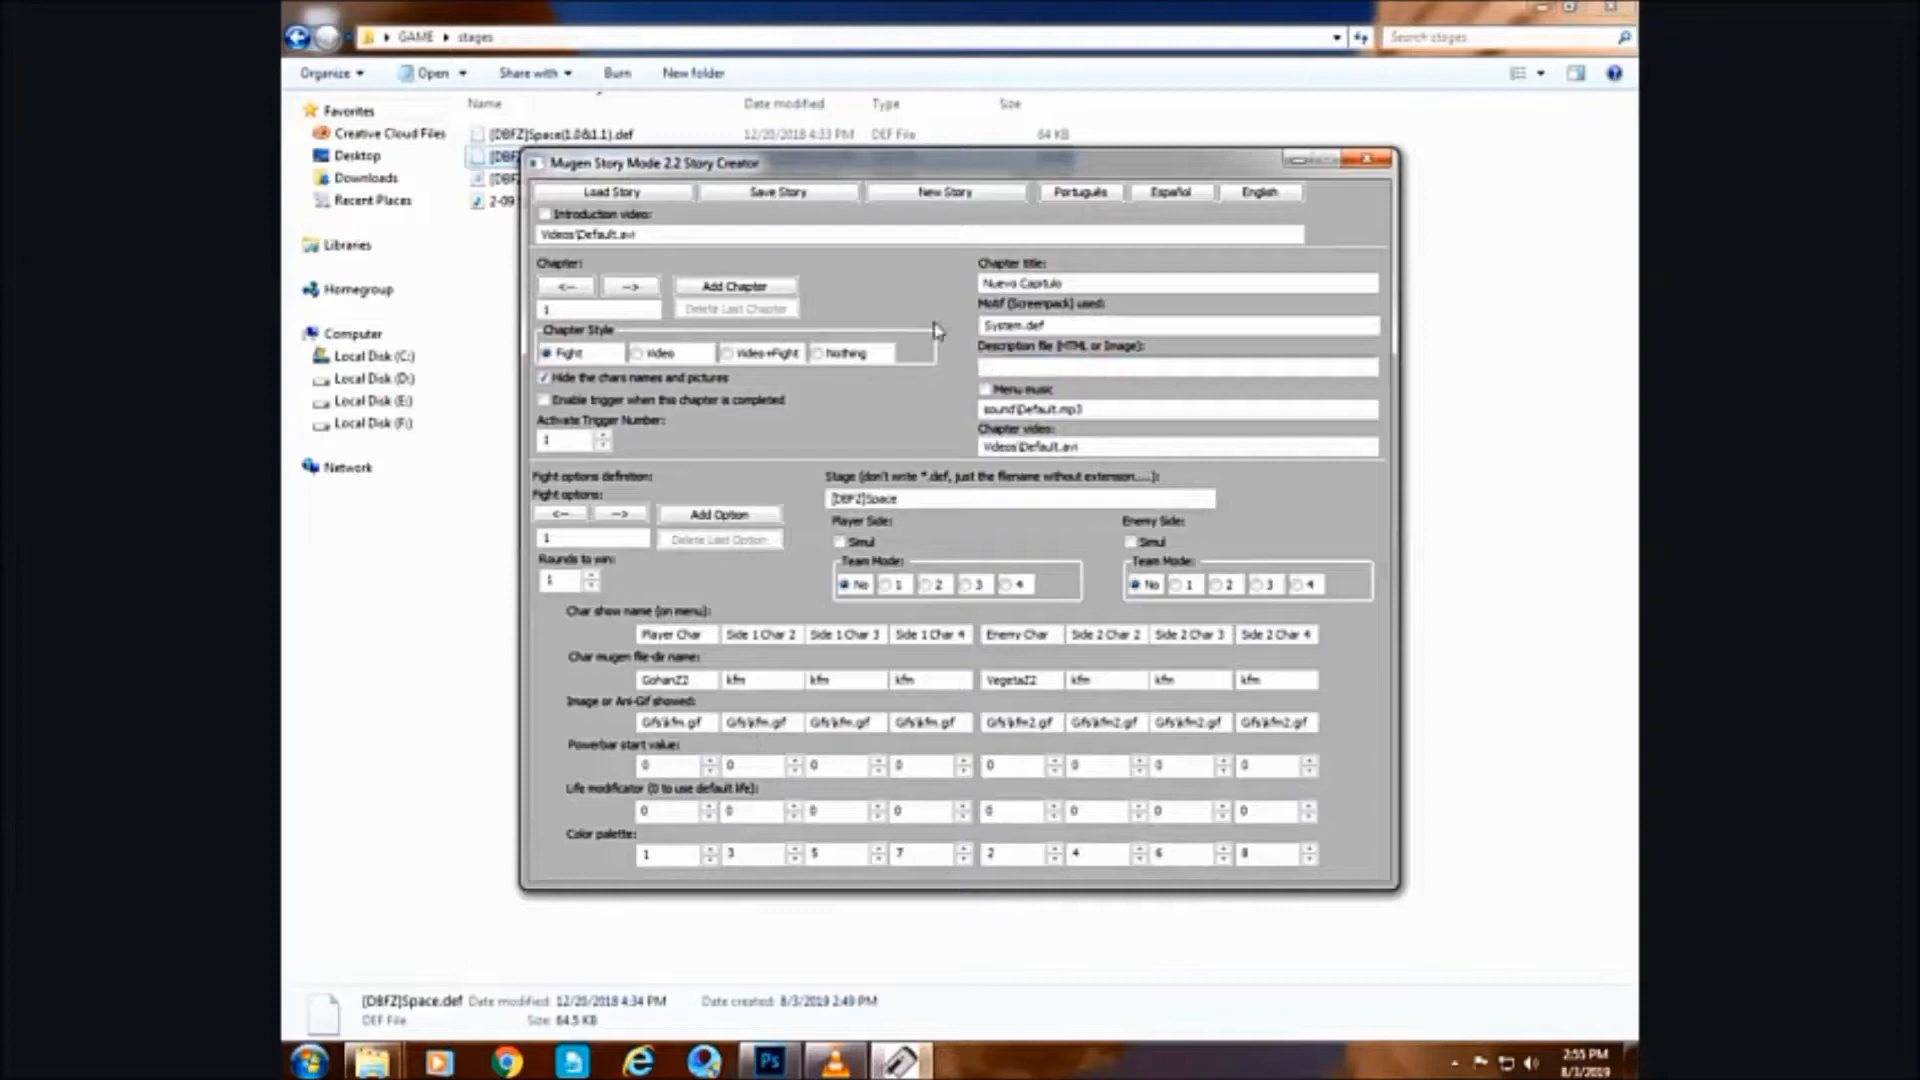 GAME stages
Search stages
Organize Open Share with Burn New folder
Name Date modified Type Size
Favorites
Creative Cloud Files
Desktop
Downloads
Recent Places
Libraries
Homegroup
Computer
Local Disk (C:)
Local Disk (D:)
Local Disk (E:)
Local Disk (F:)
Network
[DBFZ]Space(1.0&1.1).def 12/20/2018 4:33 PM DEF File 64 KB
[DBF
[DBF
2-09
Mugen Story Mode 2.2 Story Creator
Load Story Save Story New Story Português Español English
Introduction video:
Videos\Default.avi
Chapter:
<-- --> Add Chapter
1 Delete Last Chapter
Chapter Style
Fight Video Video+Fight Nothing
Hide the chars names and pictures
Enable trigger when this chapter is completed
Activate Trigger Number:
1
Chapter title:
Nuevo Capitulo
Motif (Screenpack) used:
System.def
Description file (HTML or Image):
Menu music
sound\Default.mp3
Chapter video:
Videos\Default.avi
Fight options definition:
Fight options:
<-- --> Add Option
1 Delete Last Option
Rounds to win:
1
Stage (don't write *.def, just the filename without extension....):
[DBFZ]Space
Player Side: Enemy Side:
Simul Simul
Team Mode: Team Mode:
No 1 2 3 4 No 1 2 3 4
Char show name (on menu):
Player Char Side 1 Char 2 Side 1 Char 3 Side 1 Char 4 Enemy Char Side 2 Char 2 Side 2 Char 3 Side 2 Char 4
Char mugen file-dir name:
GohanZ2 kfm kfm kfm VegetaZ2 kfm kfm kfm
Image or Ani-Gif showed:
Gifs\kfm.gif Gifs\kfm.gif Gifs\kfm.gif Gifs\kfm.gif Gifs\kfm2.gif Gifs\kfm2.gif Gifs\kfm2.gif Gifs\kfm2.gif
Powerbar start value:
0 0 0 0 0 0 0 0
Life modificator (0 to use default life):
0 0 0 0 0 0 0 0
Color palette:
1 3 5 7 2 4 6 8
[DBFZ]Space.def Date modified: 12/20/2018 4:34 PM Date created: 8/3/2019 2:49 PM
DEF File Size: 64.5 KB
Ps
2:55 PM
8/3/2019